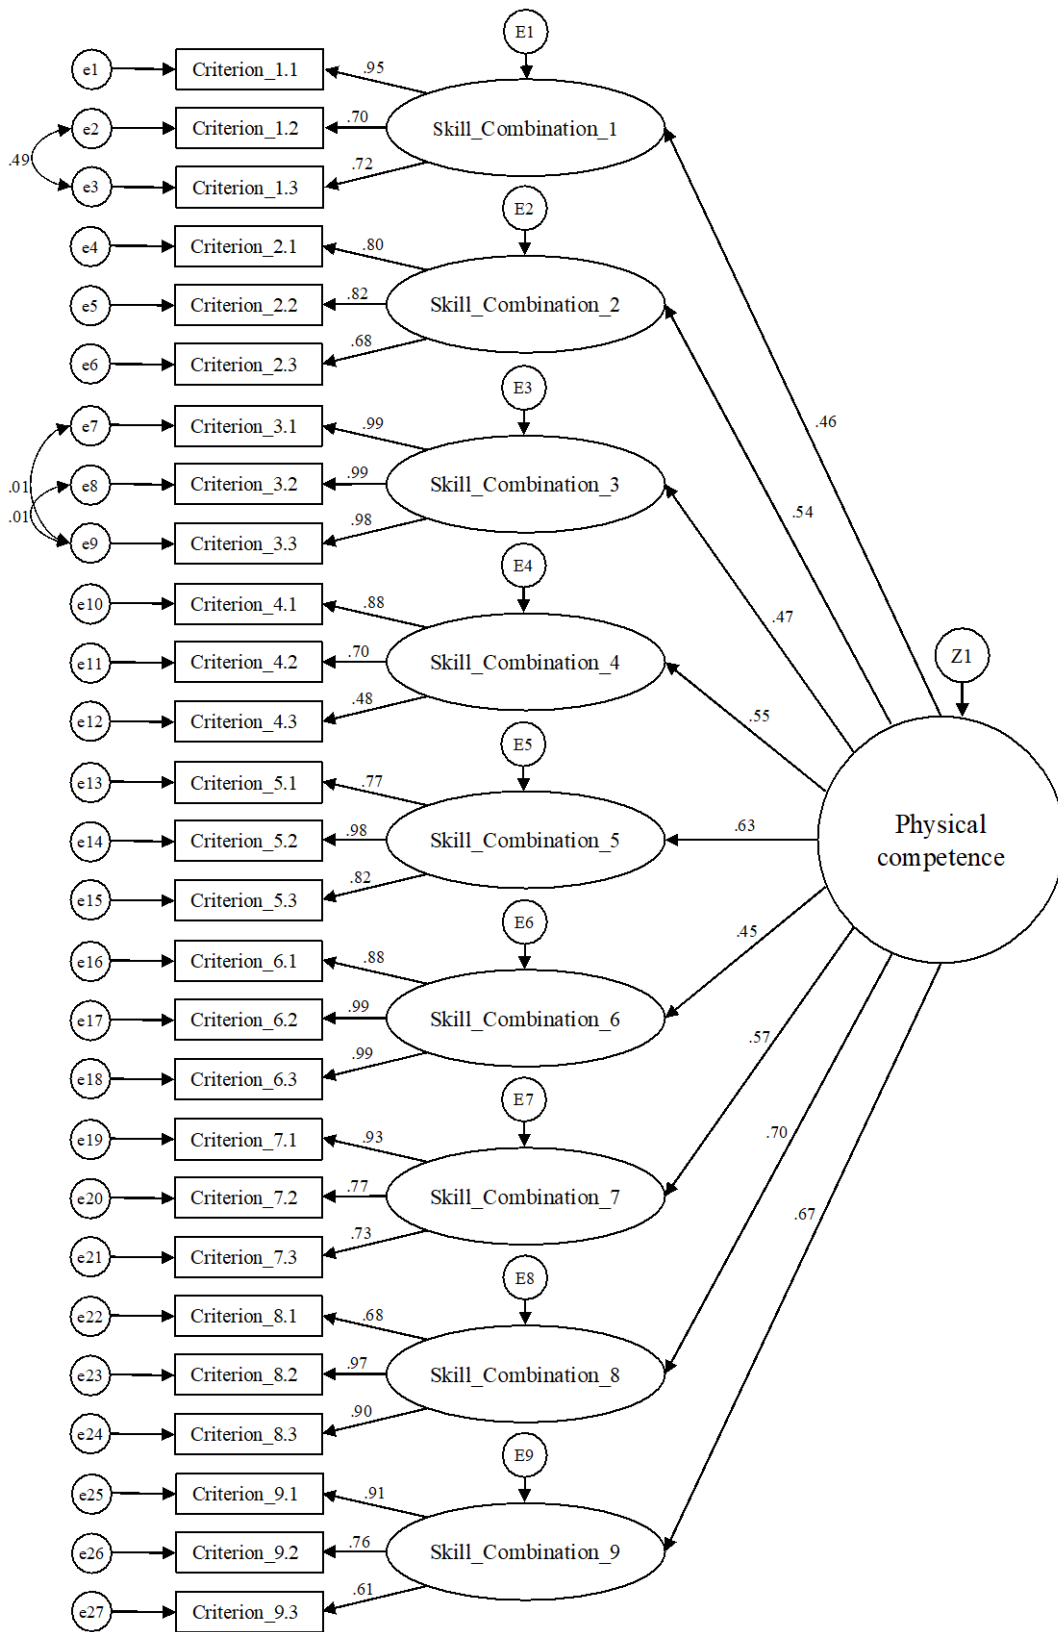 E1
e1
Criterion_1.1
.95
e2
Criterion_1.2
.70
Skill_Combination_1
.49
e3
Criterion_1.3
.72
E2
e4
Criterion_2.1
.80
e5
Criterion_2.2
.82
Skill_Combination_2
e6
Criterion_2.3
.68
E3
e7
Criterion_3.1
.99
.46
.01
e8
Criterion_3.2
.99
Skill_Combination_3
.54
.01
e9
Criterion_3.3
.98
E4
e10
Criterion_4.1
.88
.47
e11
Criterion_4.2
.70
Skill_Combination_4
Z1
e12
Criterion_4.3
.48
.55
E5
e13
Criterion_5.1
.77
e14
Criterion_5.2
.98
Skill_Combination_5
.63
Physical
competence
e15
Criterion_5.3
.82
E6
.45
e16
Criterion_6.1
.88
e17
Criterion_6.2
.99
Skill_Combination_6
.57
e18
Criterion_6.3
.99
E7
e19
Criterion_7.1
.93
.70
e20
Criterion_7.2
.77
Skill_Combination_7
.67
e21
Criterion_7.3
.73
E8
e22
Criterion_8.1
.68
e23
Criterion_8.2
.97
Skill_Combination_8
e24
Criterion_8.3
.90
E9
e25
Criterion_9.1
.91
e26
Criterion_9.2
.76
Skill_Combination_9
e27
Criterion_9.3
.61